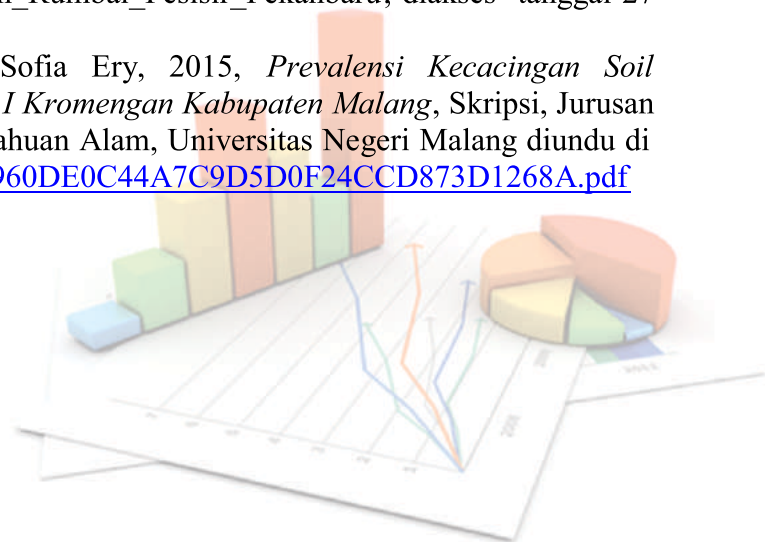 Sofia Ery, 2015, Prevalensi Kecacingan Soil
I Kromengan Kabupaten Malang, Skripsi, Jurusan
ahuan Alam, Universitas Negeri Malang diundu di
960DE0C44A7C9D5D0F24CCD873D1268A.pdf